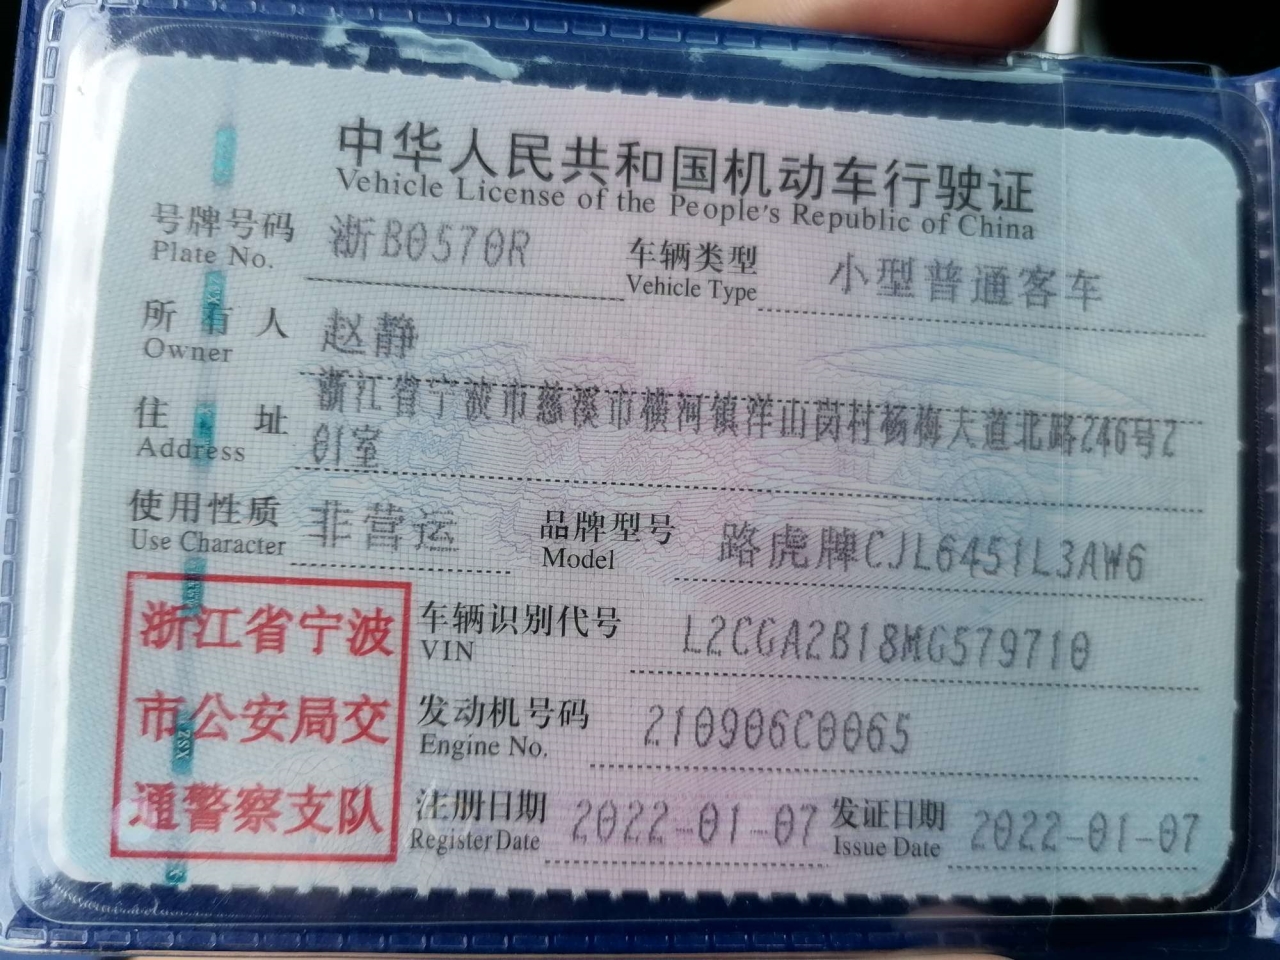 中华人民共和国机动车行驶证
Vehicle License of the People's Republic of China
号牌号码 浙B0570R 车辆类型 小型普通客车
Plate No. Vehicle Type
所有人 赵静
Owner
住址 浙江省宁波市慈溪市横河镇洋山岗村杨梅大道北路246号2
Address 01室
使用性质 非营运 品牌型号 路虎牌CJL6451L3AW6
Use Character Model
浙江省宁波
市公安局交
通警察支队
车辆识别代号 L2CGA2B18MG579710
VIN
发动机号码 210906C0065
Engine No.
注册日期 2022-01-07 发证日期 2022-01-07
Register Date Issue Date